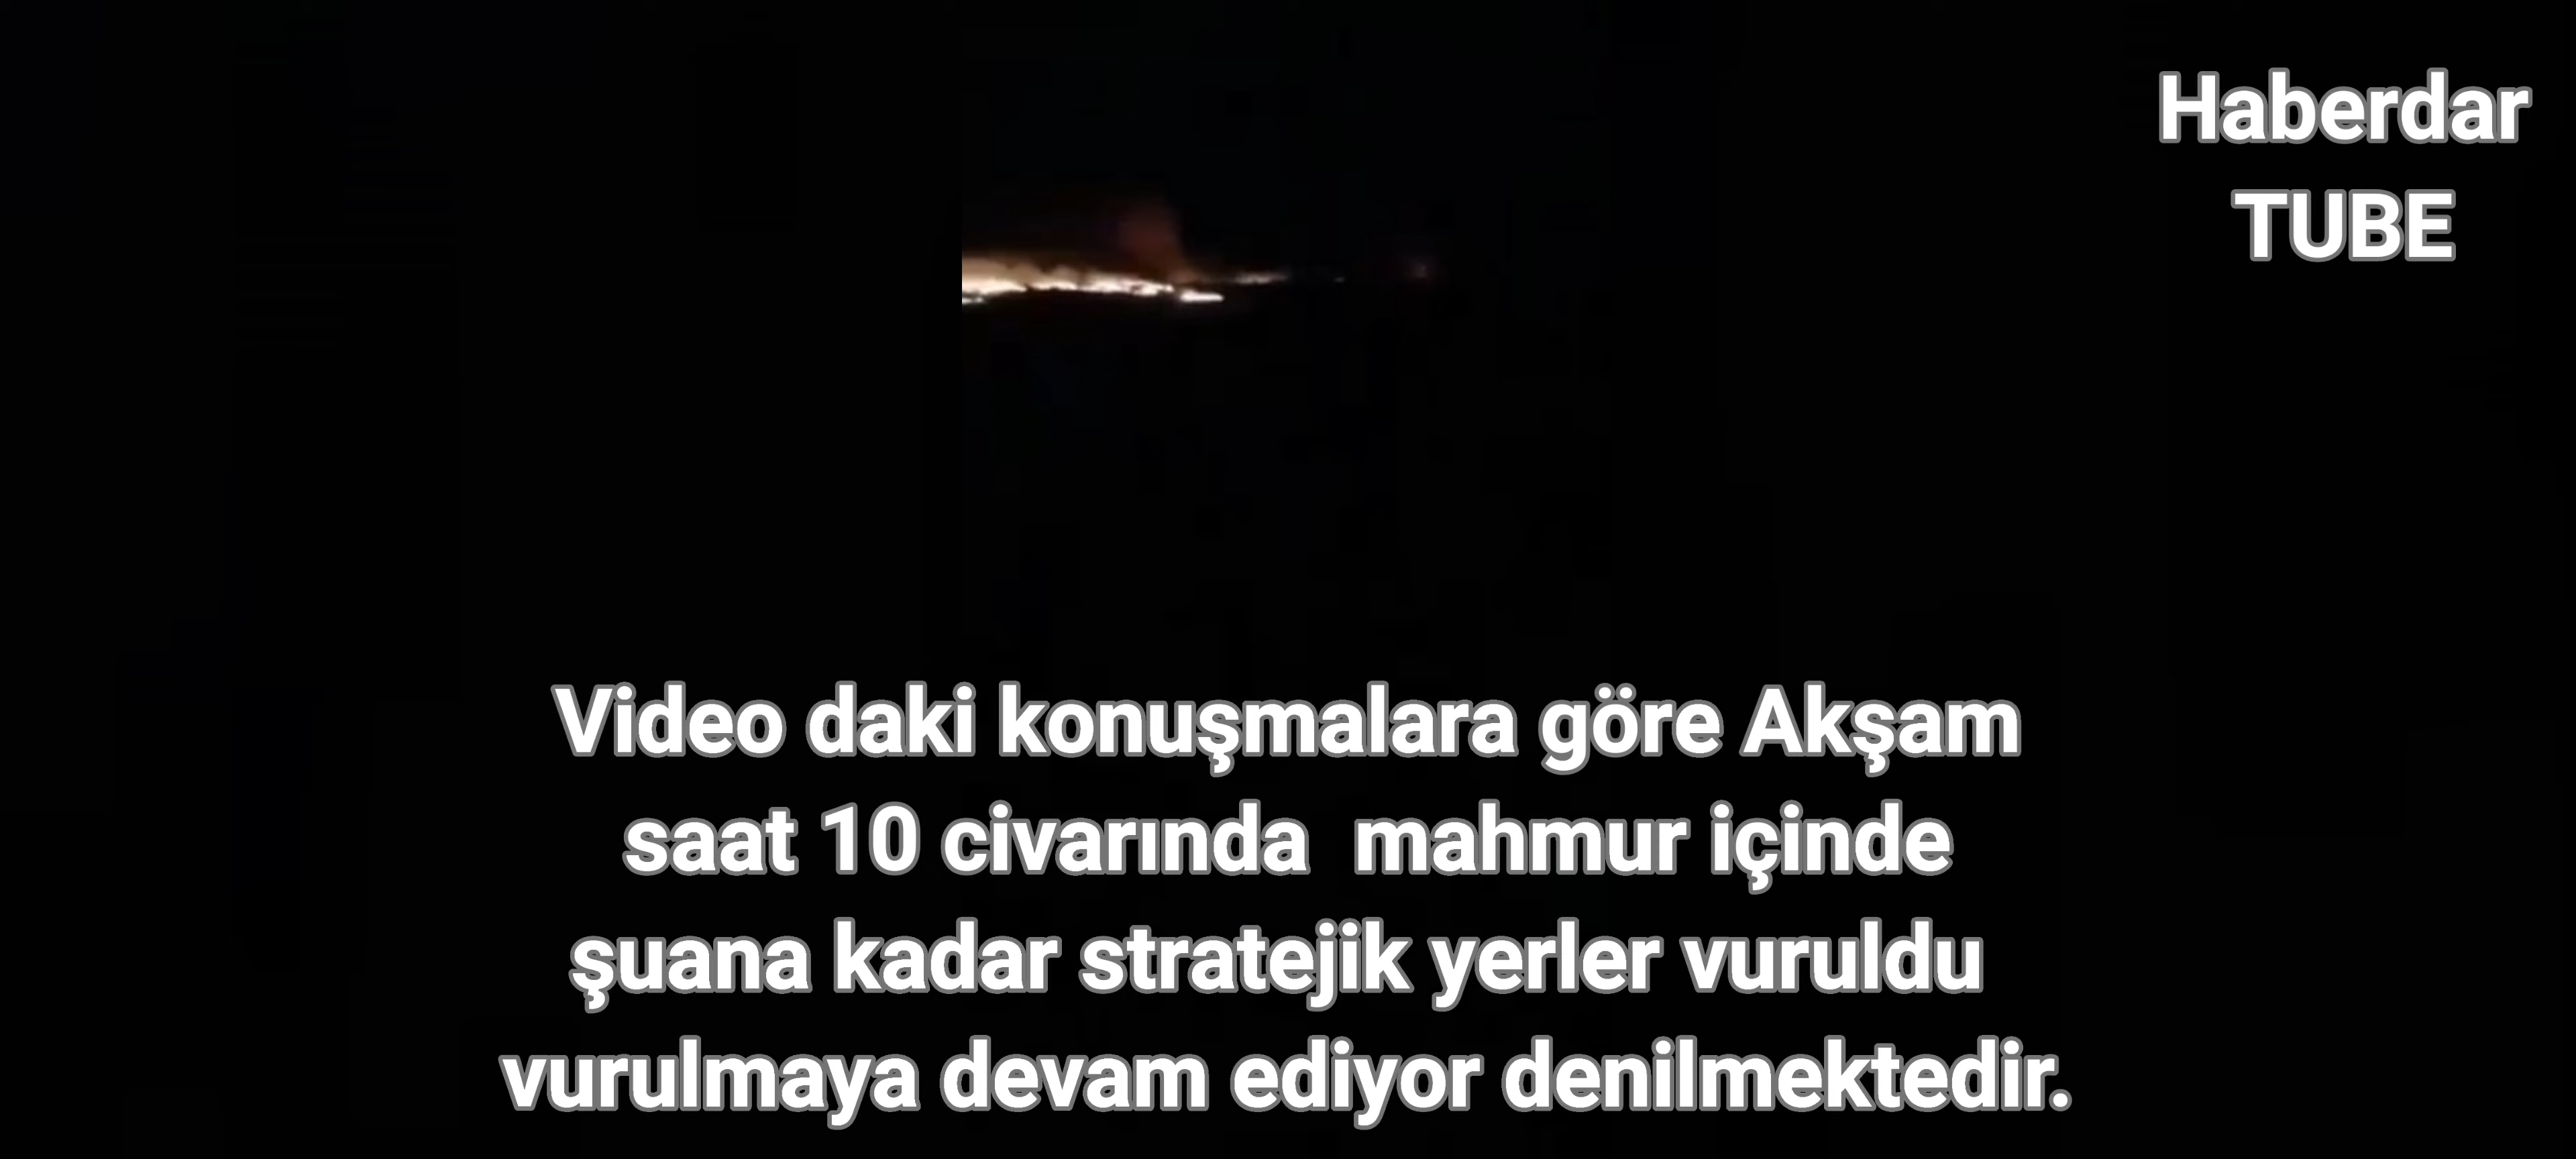 Haberdar
TUBE
Video daki konuşmalara göre Akşam
saat 10 civarında  mahmur içinde
şuana kadar stratejik yerler vuruldu
vurulmaya devam ediyor denilmektedir.